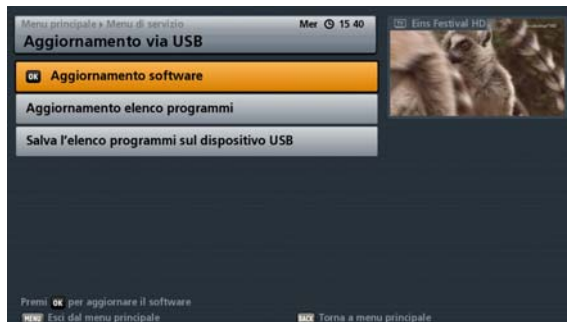 Menu principale ▸ Menu di servizio
Mer 15 40
Aggiornamento via USB
TV Eins Festival HD
OK Aggiornamento software
Aggiornamento elenco programmi
Salva l'elenco programmi sul dispositivo USB
Premi OK per aggiornare il software
MENU Esci dal menu principale
BACK Torna a menu principale